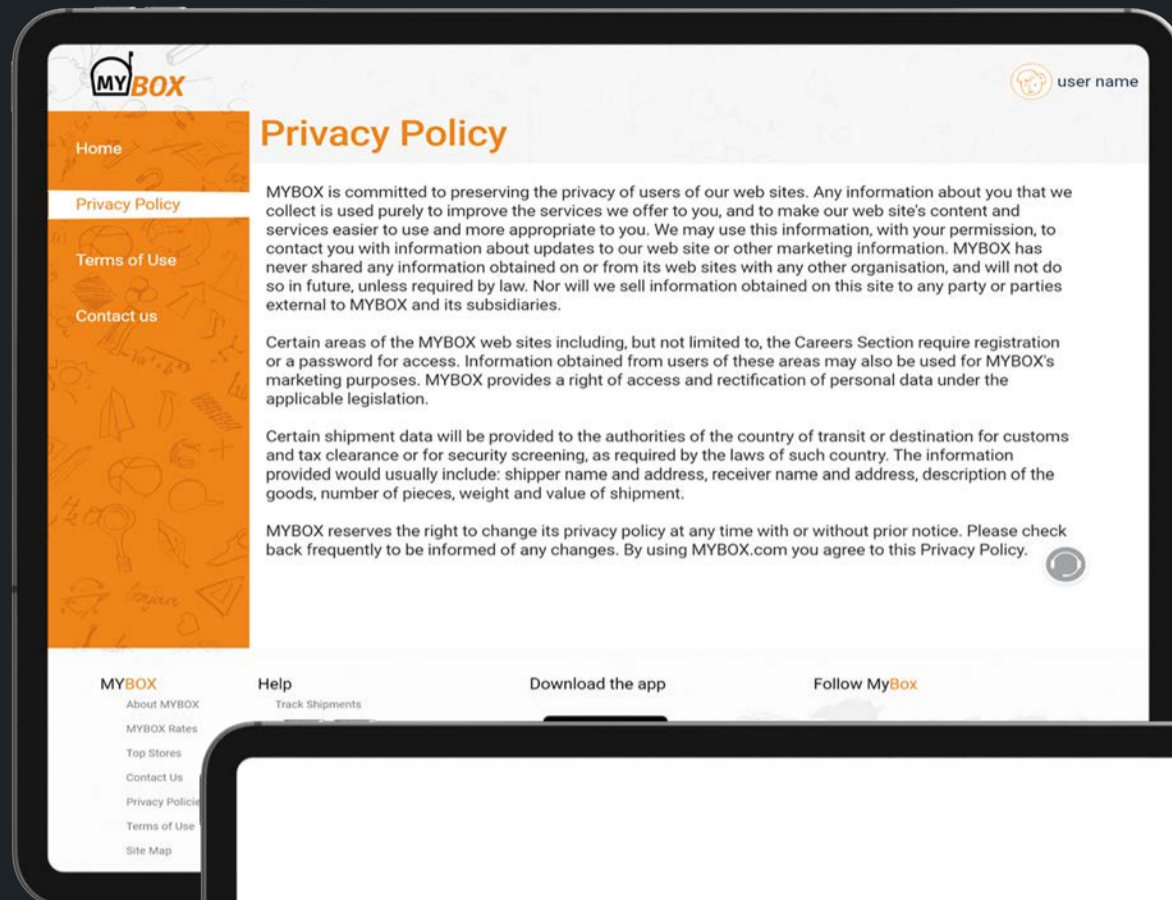 MYBOX
user name
Home
Privacy Policy
Terms of Use
Contact us
Privacy Policy
MYBOX is committed to preserving the privacy of users of our web sites. Any information about you that we
collect is used purely to improve the services we offer to you, and to make our web site's content and
services easier to use and more appropriate to you. We may use this information, with your permission, to
contact you with information about updates to our web site or other marketing information. MYBOX has
never shared any information obtained on or from its web sites with any other organisation, and will not do
so in future, unless required by law. Nor will we sell information obtained on this site to any party or parties
external to MYBOX and its subsidiaries.
Certain areas of the MYBOX web sites including, but not limited to, the Careers Section require registration
or a password for access. Information obtained from users of these areas may also be used for MYBOX's
marketing purposes. MYBOX provides a right of access and rectification of personal data under the
applicable legislation.
Certain shipment data will be provided to the authorities of the country of transit or destination for customs
and tax clearance or for security screening, as required by the laws of such country. The information
provided would usually include: shipper name and address, receiver name and address, description of the
goods, number of pieces, weight and value of shipment.
MYBOX reserves the right to change its privacy policy at any time with or without prior notice. Please check
back frequently to be informed of any changes. By using MYBOX.com you agree to this Privacy Policy.
MYBOX
About MYBOX
MYBOX Rates
Top Stores
Contact Us
Privacy Policie
Terms of Use
Site Map
Help
Track Shipments
Download the app
Follow MyBox